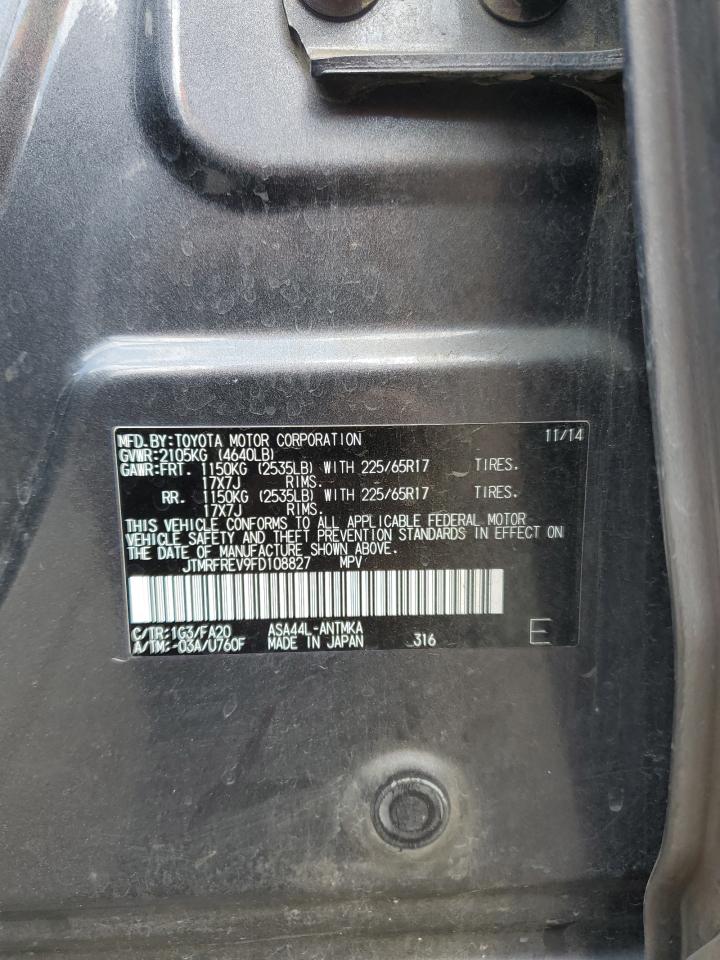 MFD.BY:TOYOTA MOTOR CORPORATION 11/14
GVWR:2105KG (4640LB)
GAWR:FRT. 1150KG (2535LB) WITH 225/65R17 TIRES.
17X7J RIMS.
RR. 1150KG (2535LB) WITH 225/65R17 TIRES.
17X7J RIMS.
THIS VEHICLE CONFORMS TO ALL APPLICABLE FEDERAL MOTOR
VEHICLE SAFETY AND THEFT PREVENTION STANDARDS IN EFFECT ON
THE DATE OF MANUFACTURE SHOWN ABOVE.
JTMRFREV9FD108827 MPV
C/TR:1G3/FA20 ASA44L-ANTMKA
A/TM:-03A/U760F MADE IN JAPAN 316 E